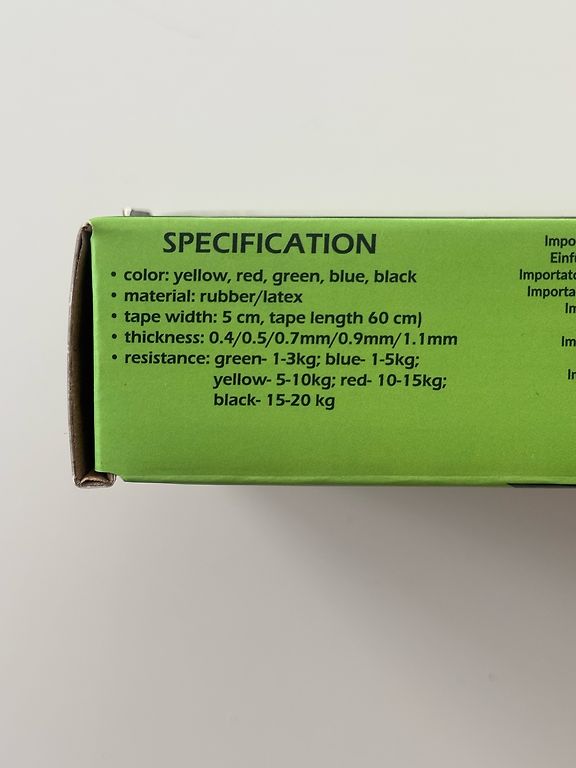 SPECIFICATION
• color: yellow, red, green, blue, black
• material: rubber/latex
• tape width: 5 cm, tape length 60 cm)
• thickness: 0.4/0.5/0.7mm/0.9mm/1.1mm
• resistance: green- 1-3kg; blue- 1-5kg;
yellow- 5-10kg; red- 10-15kg;
black- 15-20 kg